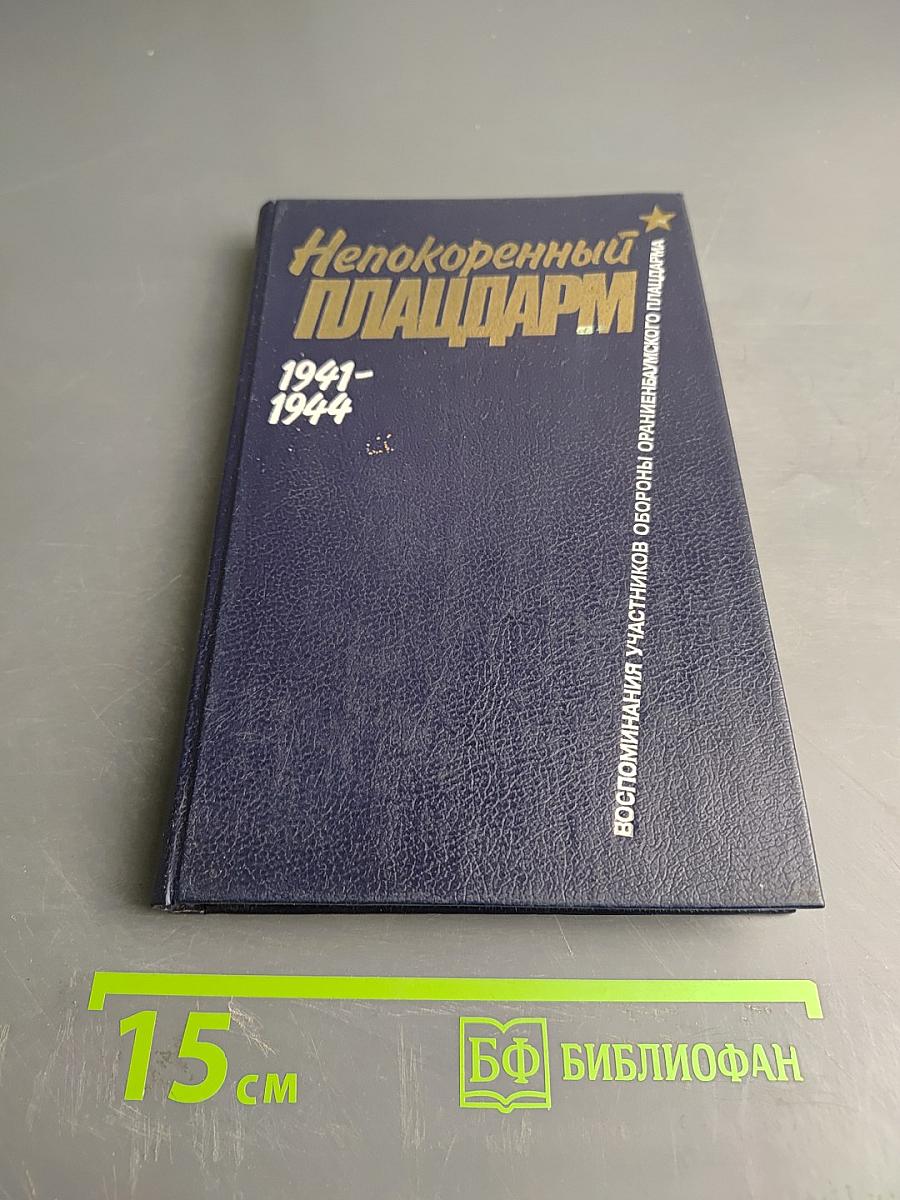 Непокоренный
ПЛАЦДАРМ
1941-
1944
ВОСПОМИНАНИЯ УЧАСТНИКОВ ОБОРОНЫ ОРАНИЕНБАУМСКОГО ПЛАЦДАРМА
15 см
БФ БИБЛИОФАН